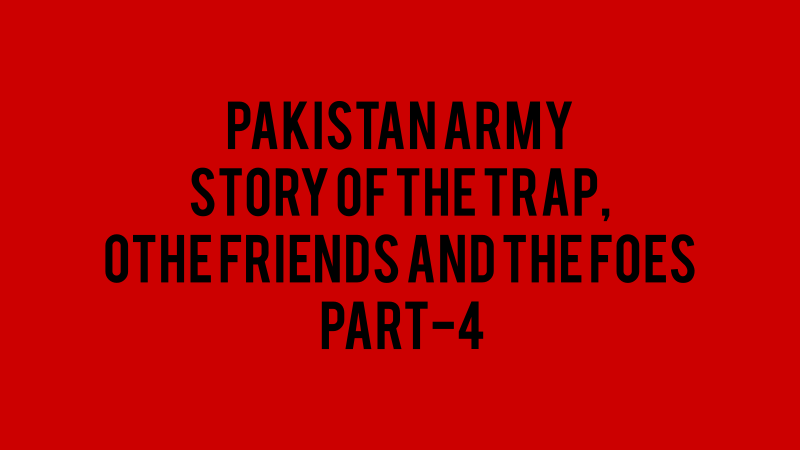 PAKISTAN ARMY
STORY OF THE TRAP,
OTHE FRIENDS AND THE FOES
PART-4